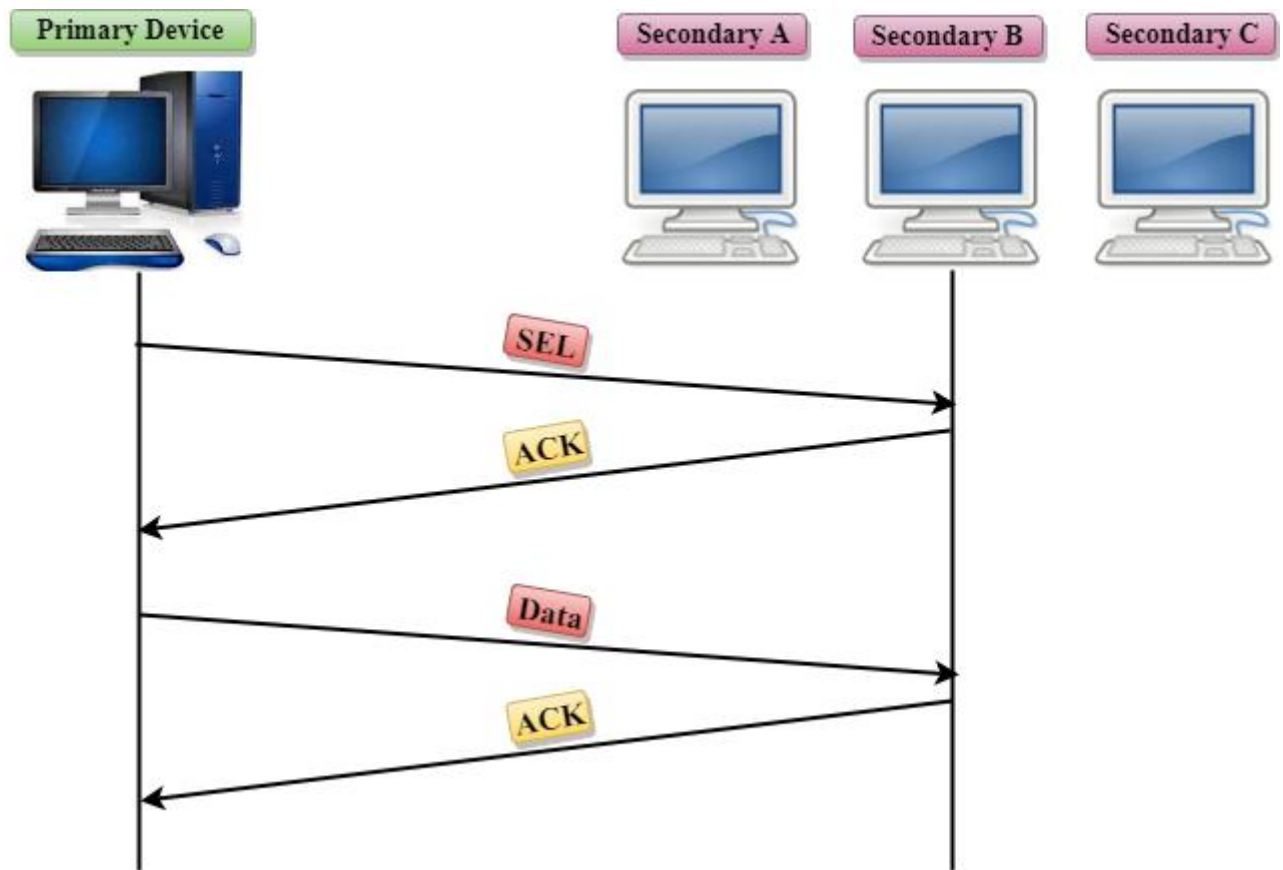 Primary Device
Secondary A
Secondary B
Secondary C
SEL
ACK
Data
ACK